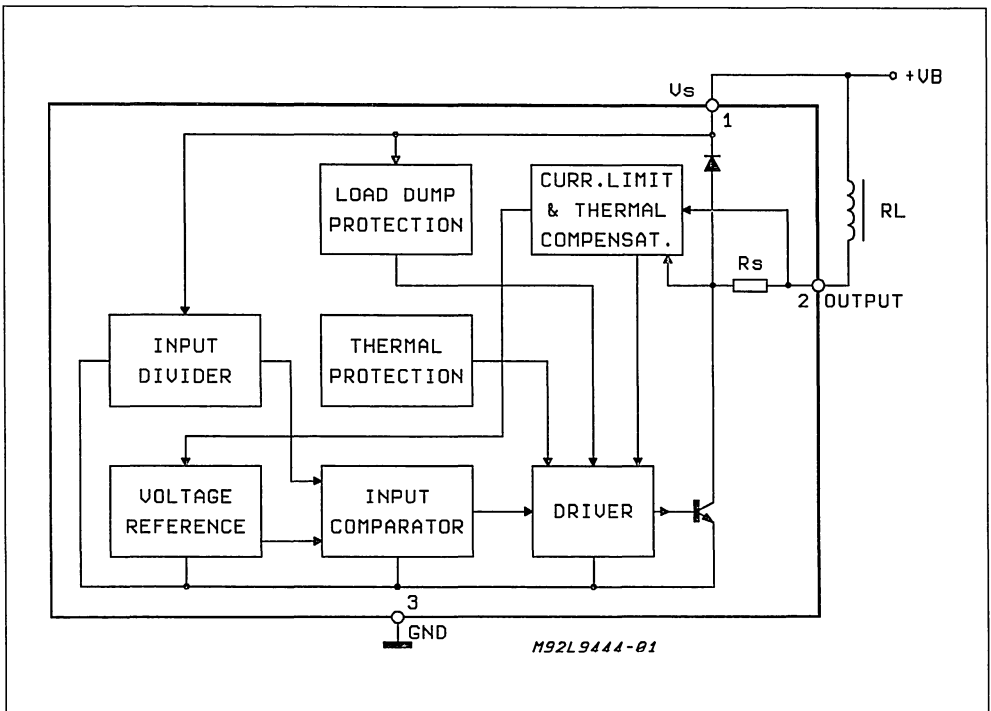 +VB
Vs
1
LOAD DUMP
PROTECTION
CURR.LIMIT
& THERMAL
COMPENSAT.
RL
Rs
2 OUTPUT
INPUT
DIVIDER
THERMAL
PROTECTION
VOLTAGE
REFERENCE
INPUT
COMPARATOR
DRIVER
3
GND
M92L9444-01